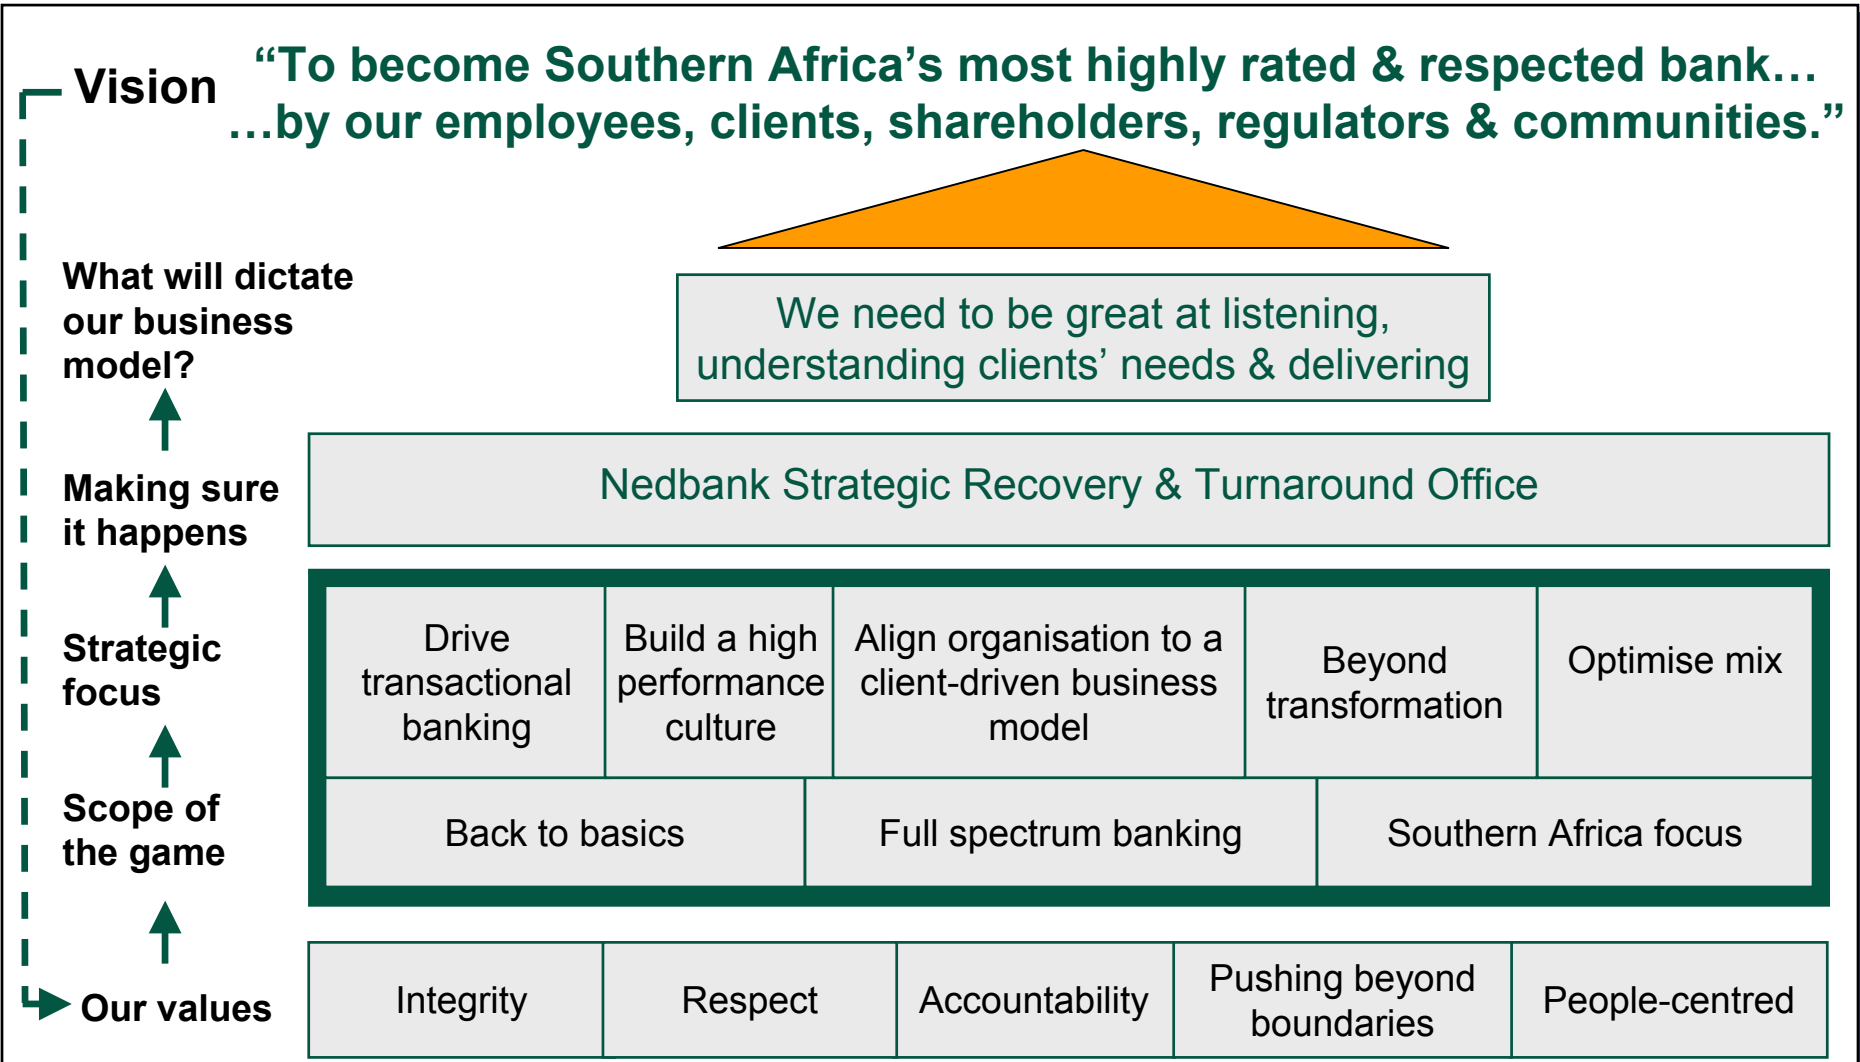 Vision
“To become Southern Africa’s most highly rated & respected bank…
…by our employees, clients, shareholders, regulators & communities.”
What will dictate
our business
model?
We need to be great at listening,
understanding clients’ needs & delivering
Making sure
it happens
Nedbank Strategic Recovery & Turnaround Office
Strategic
focus
Drive
transactional
banking
Build a high
performance
culture
Align organisation to a
client-driven business
model
Beyond
transformation
Optimise mix
Scope of
the game
Back to basics
Full spectrum banking
Southern Africa focus
Our values
Integrity
Respect
Accountability
Pushing beyond
boundaries
People-centred